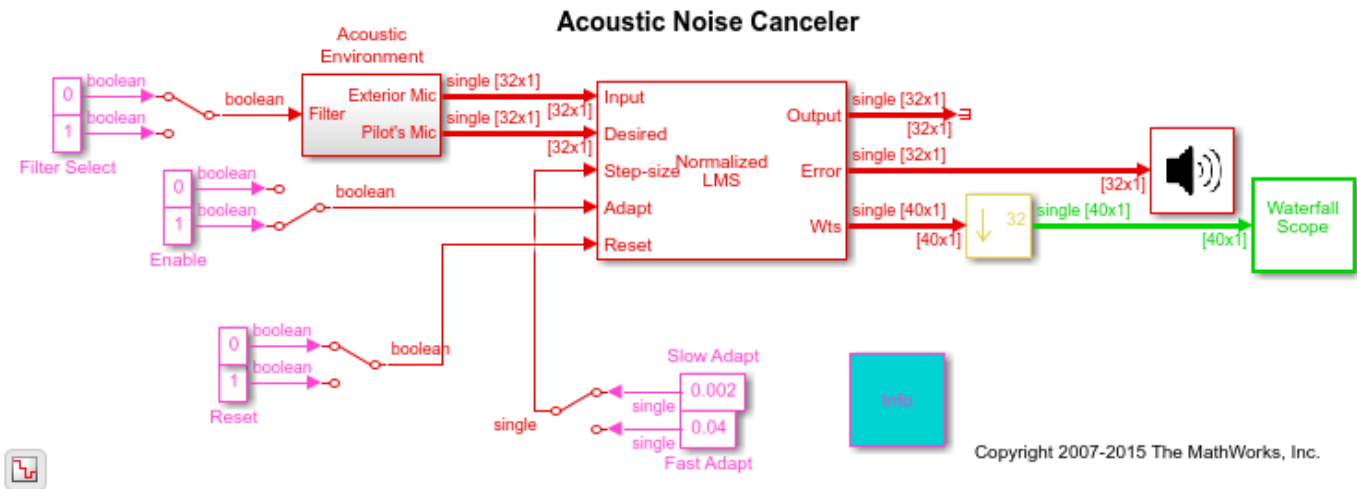 Acoustic Noise Canceler
Acoustic
Environment
boolean
0
boolean
1
Filter Select
boolean
Filter
Exterior Mic
Pilot's Mic
single [32x1]
[32x1]
single [32x1]
[32x1]
Input
Desired
Step-size
Adapt
Reset
Normalized
LMS
Output
Error
Wts
single [32x1]
[32x1]
single [32x1]
[32x1]
single [40x1]
[40x1]
32
single [40x1]
[40x1]
Waterfall
Scope
boolean
0
boolean
1
Enable
boolean
boolean
0
boolean
1
Reset
boolean
Slow Adapt
0.002
single
0.04
single
Fast Adapt
single
Info
Copyright 2007-2015 The MathWorks, Inc.